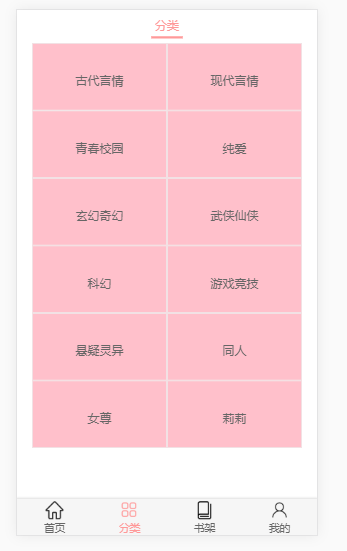 分类
古代言情 现代言情
青春校园 纯爱
玄幻奇幻 武侠仙侠
科幻 游戏竞技
悬疑灵异 同人
女尊 莉莉
首页 分类 书架 我的